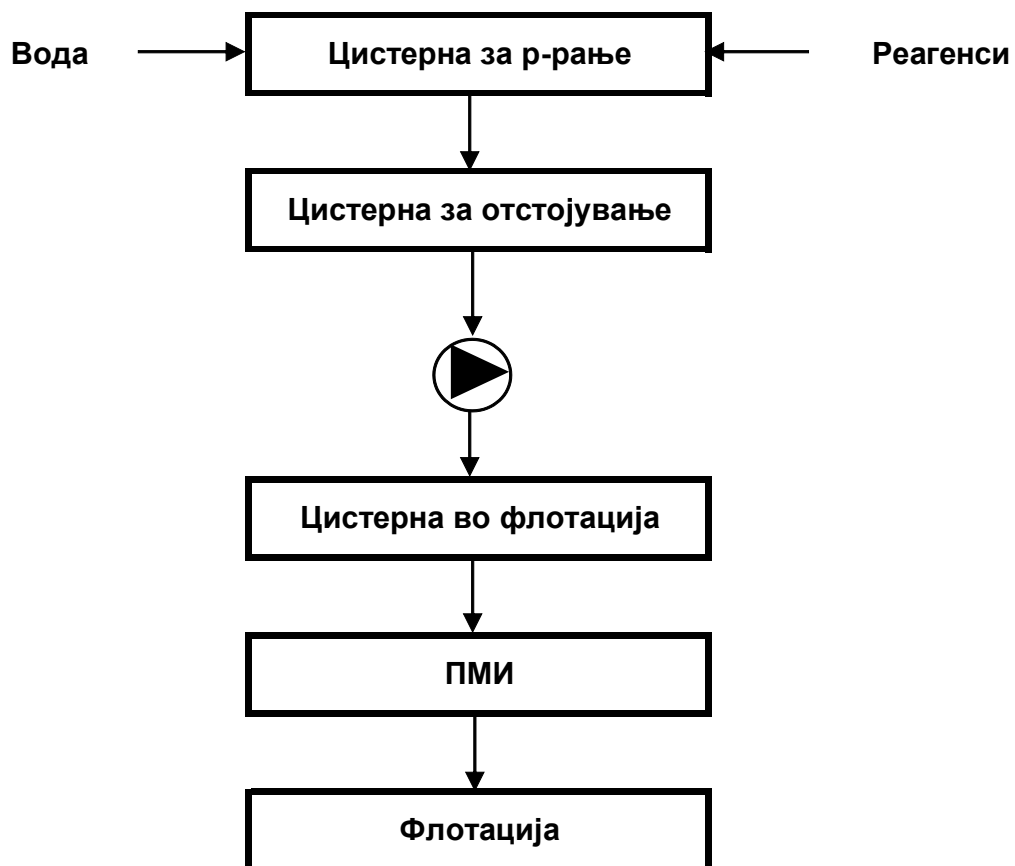 Вода
Цистерна за р-рање
Реагенси
Цистерна за отстојување
Цистерна во флотација
ПМИ
Флотација